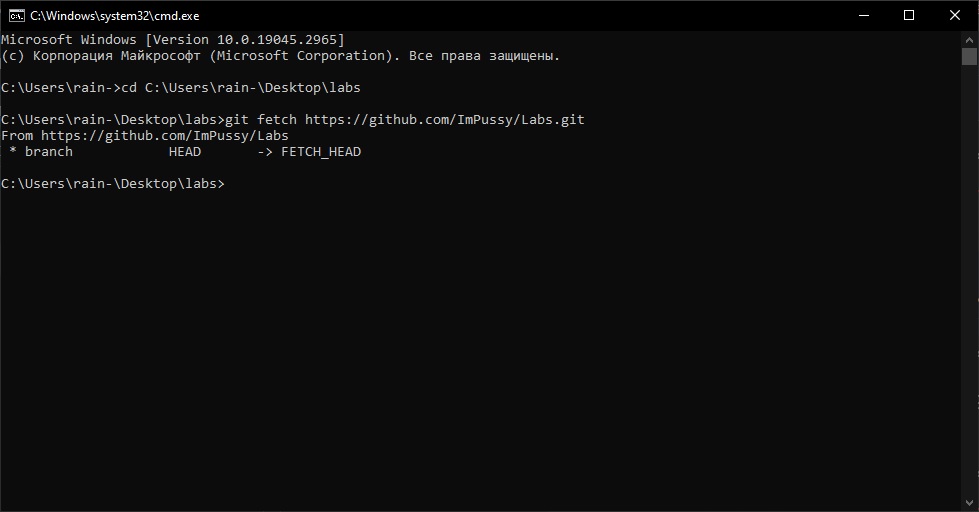 C:\Windows\system32\cmd.exe
Microsoft Windows [Version 10.0.19045.2965]
(c) Корпорация Майкрософт (Microsoft Corporation). Все права защищены.
C:\Users\rain->cd C:\Users\rain-\Desktop\labs
C:\Users\rain-\Desktop\labs>git fetch https://github.com/ImPussy/Labs.git
From https://github.com/ImPussy/Labs
 * branch            HEAD       -> FETCH_HEAD
C:\Users\rain-\Desktop\labs>